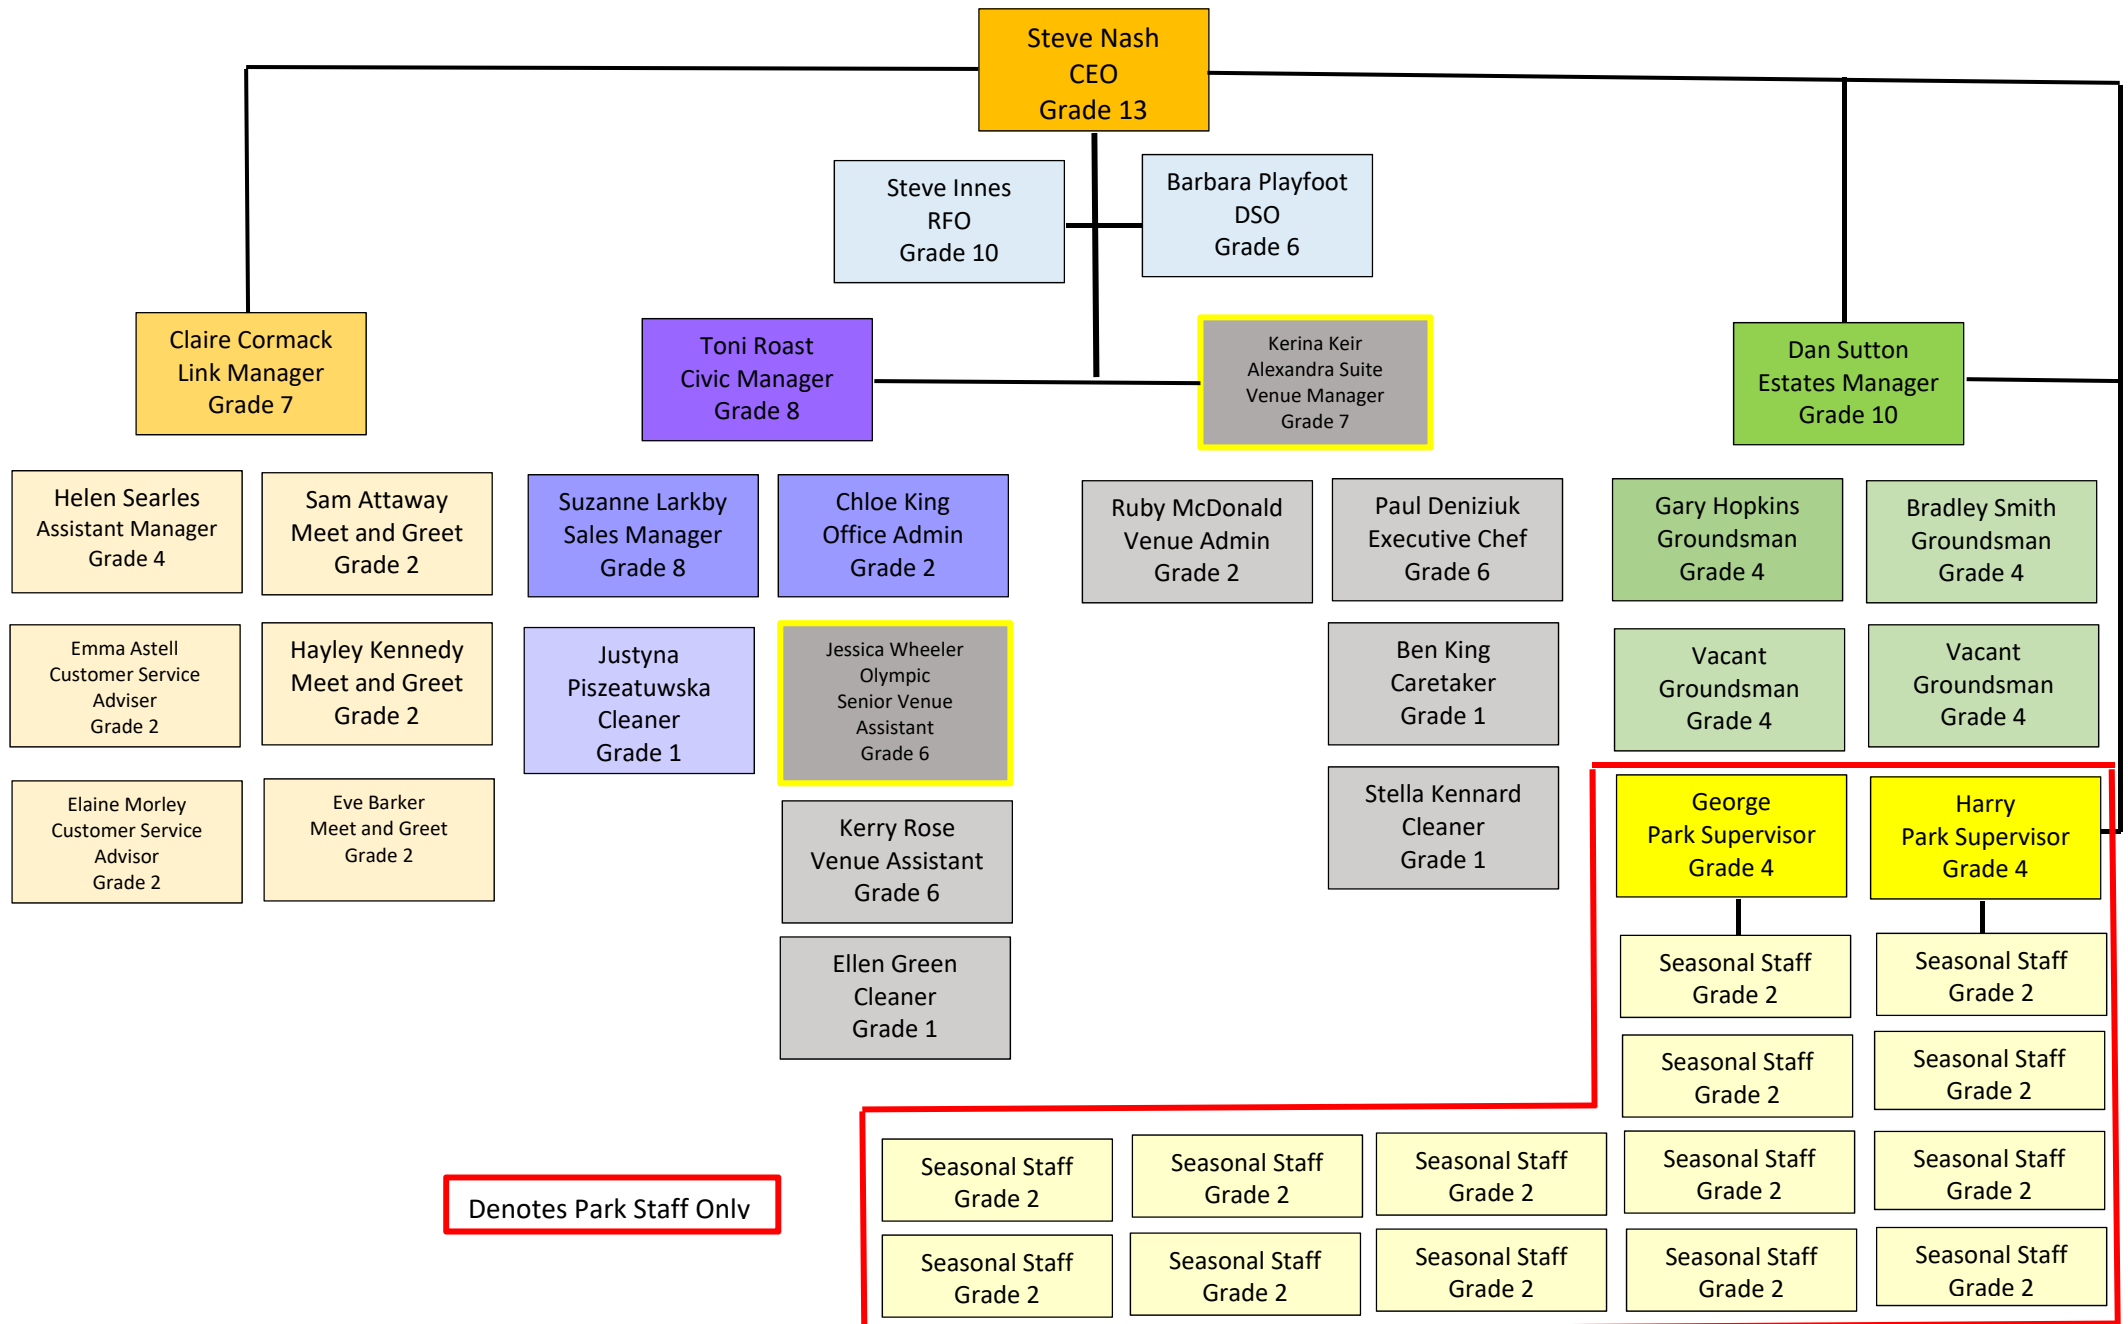 Steve Nash
CEO
Grade 13
Steve Innes
RFO
Grade 10
Barbara Playfoot
DSO
Grade 6
Claire Cormack
Link Manager
Grade 7
Toni Roast
Civic Manager
Grade 8
Kerina Keir
Alexandra Suite
Venue Manager
Grade 7
Dan Sutton
Estates Manager
Grade 10
Helen Searles
Assistant Manager
Grade 4
Sam Attaway
Meet and Greet
Grade 2
Suzanne Larkby
Sales Manager
Grade 8
Chloe King
Office Admin
Grade 2
Ruby McDonald
Venue Admin
Grade 2
Paul Deniziuk
Executive Chef
Grade 6
Gary Hopkins
Groundsman
Grade 4
Bradley Smith
Groundsman
Grade 4
Emma Astell
Customer Service
Adviser
Grade 2
Hayley Kennedy
Meet and Greet
Grade 2
Justyna
Piszeatuwska
Cleaner
Grade 1
Jessica Wheeler
Olympic
Senior Venue
Assistant
Grade 6
Ben King
Caretaker
Grade 1
Vacant
Groundsman
Grade 4
Vacant
Groundsman
Grade 4
Elaine Morley
Customer Service
Advisor
Grade 2
Eve Barker
Meet and Greet
Grade 2
Kerry Rose
Venue Assistant
Grade 6
Stella Kennard
Cleaner
Grade 1
George
Park Supervisor
Grade 4
Harry
Park Supervisor
Grade 4
Ellen Green
Cleaner
Grade 1
Seasonal Staff
Grade 2
Seasonal Staff
Grade 2
Seasonal Staff
Grade 2
Seasonal Staff
Grade 2
Denotes Park Staff Only
Seasonal Staff
Grade 2
Seasonal Staff
Grade 2
Seasonal Staff
Grade 2
Seasonal Staff
Grade 2
Seasonal Staff
Grade 2
Seasonal Staff
Grade 2
Seasonal Staff
Grade 2
Seasonal Staff
Grade 2
Seasonal Staff
Grade 2
Seasonal Staff
Grade 2